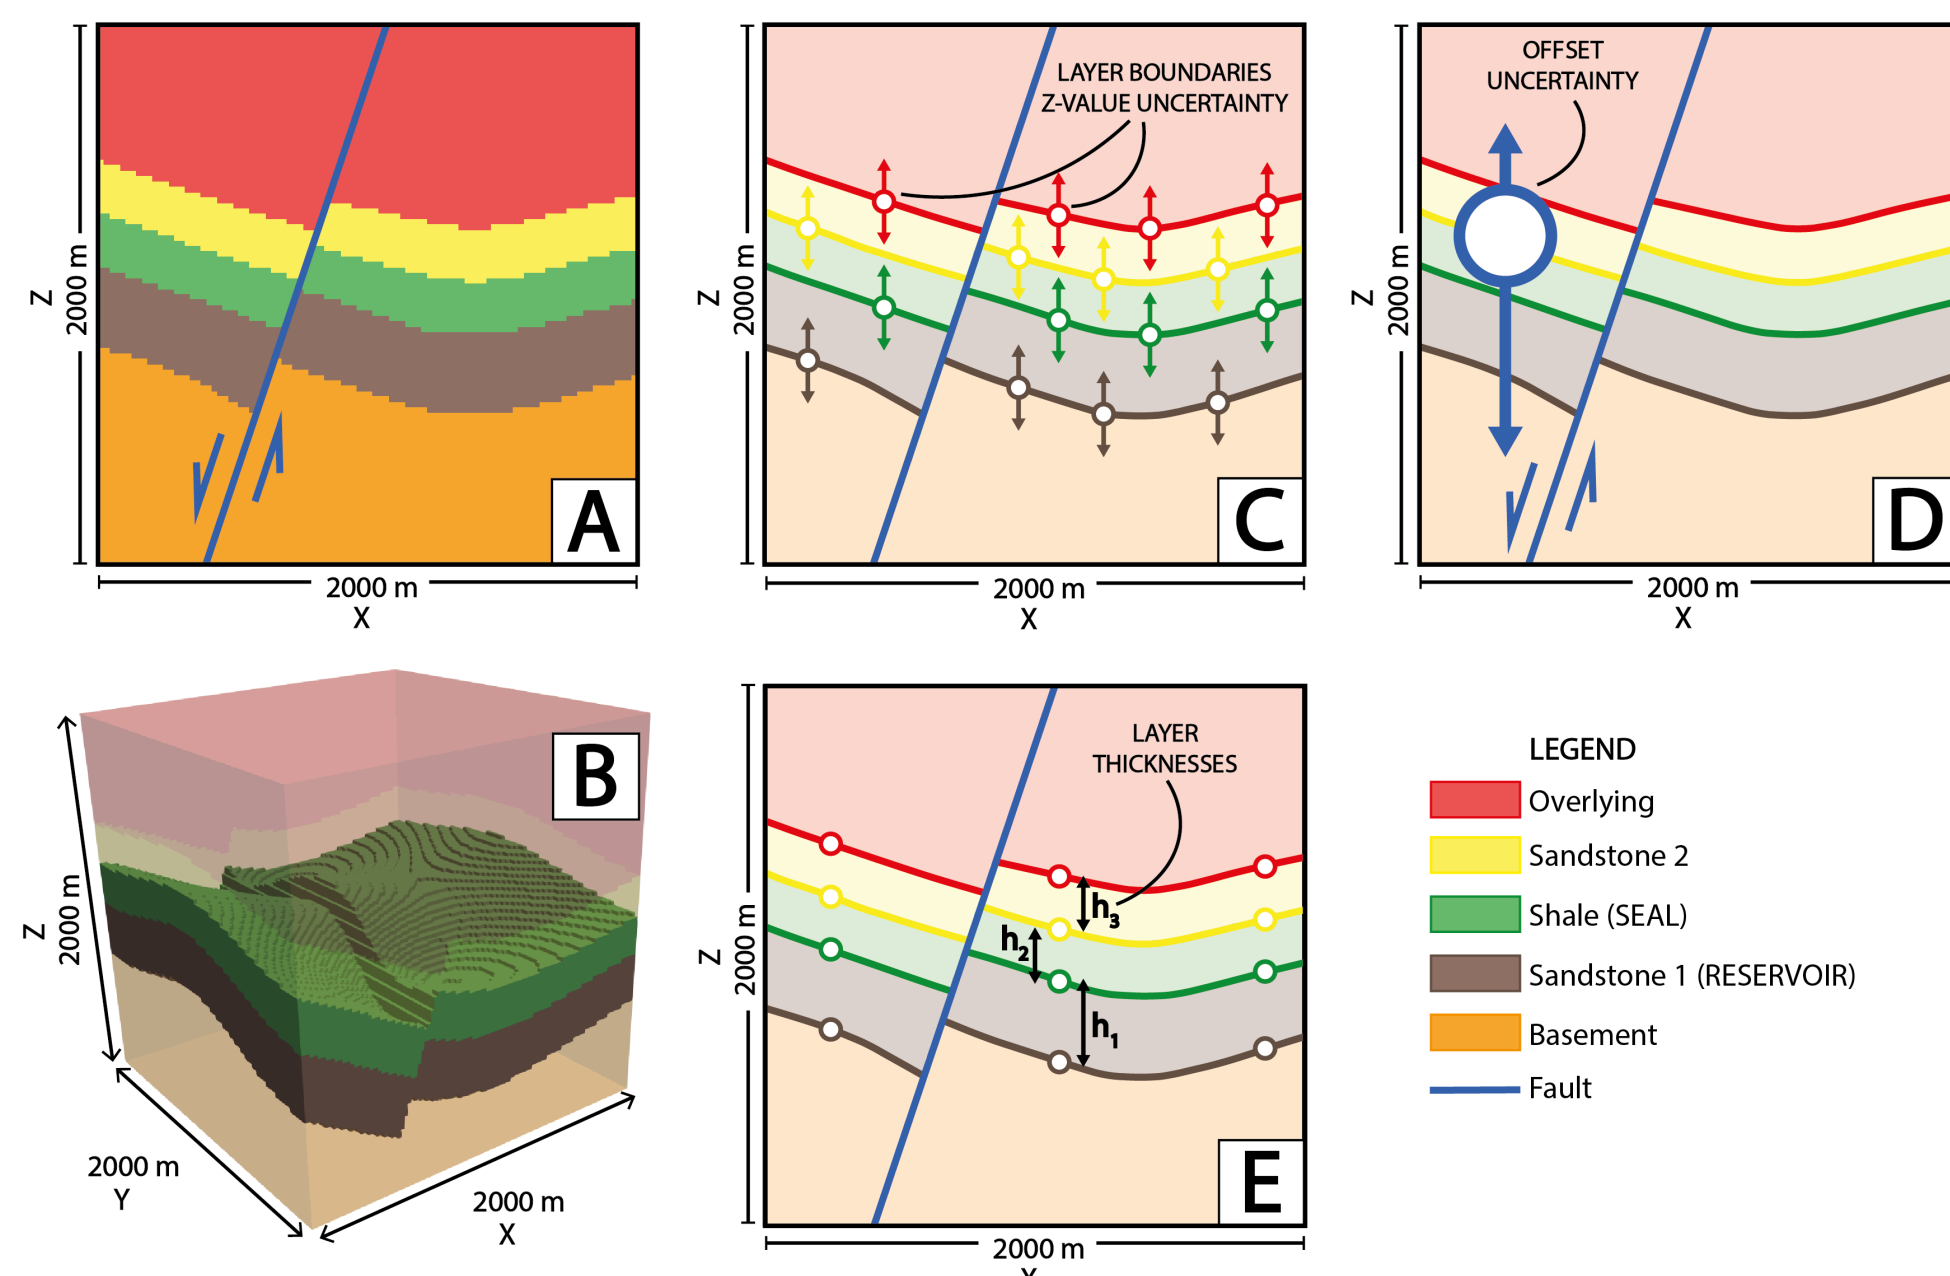 Z
2000 m
A
2000 m
X
LAYER BOUNDARIES
Z-VALUE UNCERTAINTY
Z
2000 m
C
2000 m
X
OFFSET
UNCERTAINTY
Z
2000 m
D
2000 m
X
B
Z
2000 m
2000 m
Y
2000 m
X
LAYER
THICKNESSES
h3
h2
h1
Z
2000 m
E
2000 m
LEGEND
Overlying
Sandstone 2
Shale (SEAL)
Sandstone 1 (RESERVOIR)
Basement
Fault